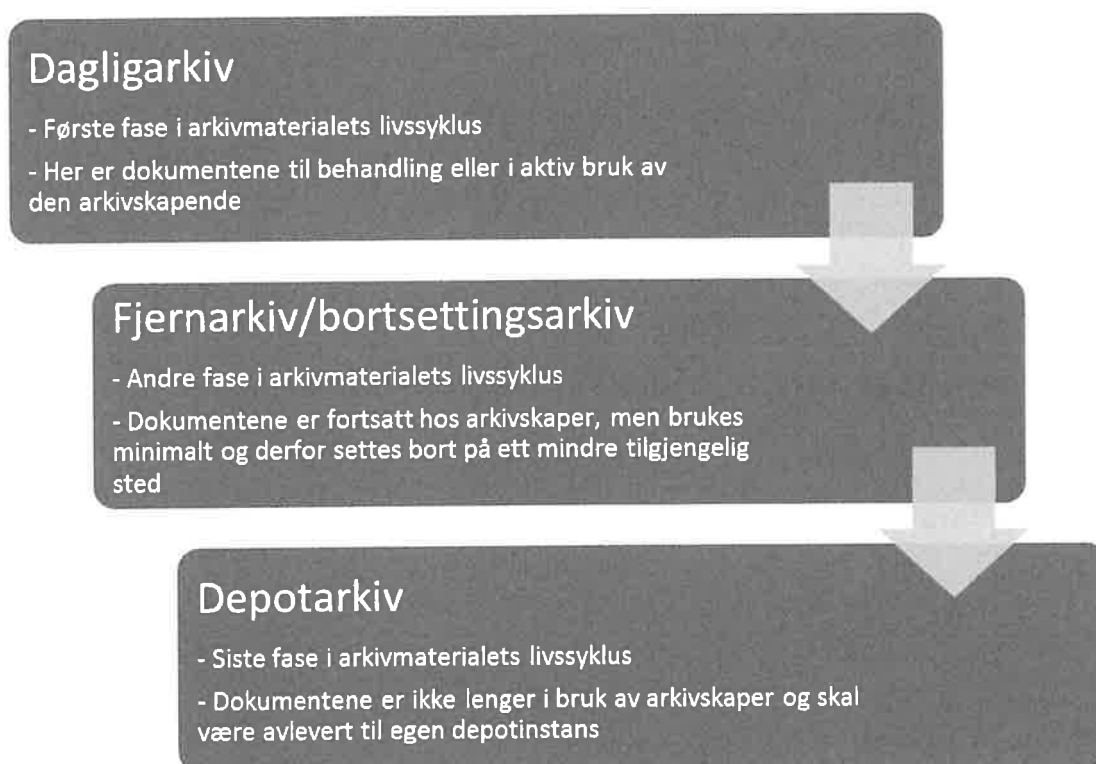 Dagligarkiv
- Første fase i arkivmaterialets livssyklus
- Her er dokumentene til behandling eller i aktiv bruk av
den arkivskapende
Fjernarkiv/bortsettingsarkiv
- Andre fase i arkivmaterialets livssyklus
- Dokumentene er fortsatt hos arkivskaper, men brukes
minimalt og derfor settes bort på ett mindre tilgjengelig
sted
Depotarkiv
- Siste fase i arkivmaterialets livssyklus
- Dokumentene er ikke lenger i bruk av arkivskaper og skal
være avlevert til egen depotinstans